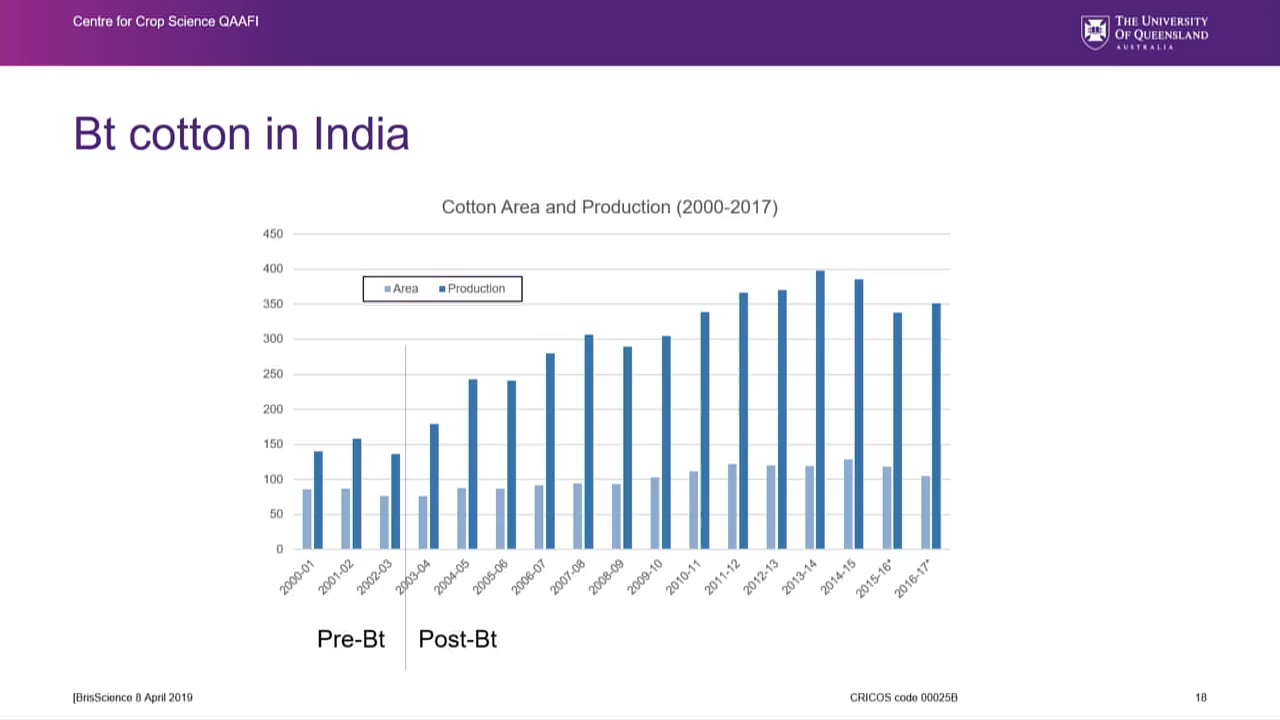 Centre for Crop Science QAAFI
THE UNIVERSITY
OF QUEENSLAND
AUSTRALIA
Bt cotton in India
Cotton Area and Production (2000-2017)
450
400
350
300
250
200
150
100
50
0
Area
Production
2000-01
2001-02
2002-03
2003-04
2004-05
2005-06
2006-07
2007-08
2008-09
2009-10
2010-11
2011-12
2012-13
2013-14
2014-15
2015-16*
2016-17*
Pre-Bt
Post-Bt
[BrisScience 8 April 2019
CRICOS code 00025B
18